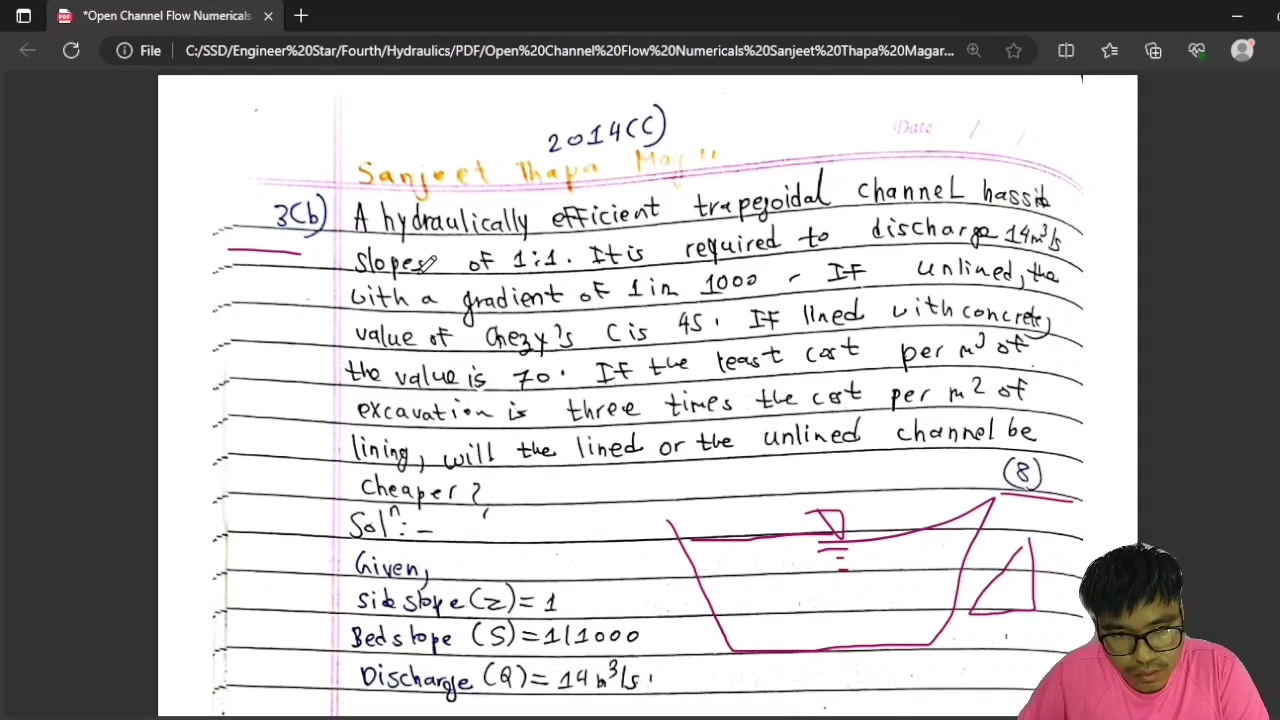 *Open Channel Flow Numericals
File C:/SSD/Engineer%20Star/Fourth/Hydraulics/PDF/Open%20Channel%20Flow%20Numericals%20Sanjeet%20Thapa%20Magar...
2014(C)
Date / /
Sanjeet Thapa
3(b) A hydraulically efficient trapezoidal channel has side
slopes of 1:1. It is required to discharge 14m³/s
with a gradient of 1 in 1000. If unlined, the
value of Chezy's C is 45. If lined with concrete,
the value is 70. If the least cost per m³ of
excavation is three times the cost per m² of
lining, will the lined or the unlined channel be
cheaper?
(8)
Solⁿ:-
Given,
Side slope (z) = 1
Bed slope (S) = 1/1000
Discharge (Q) = 14m³/s.